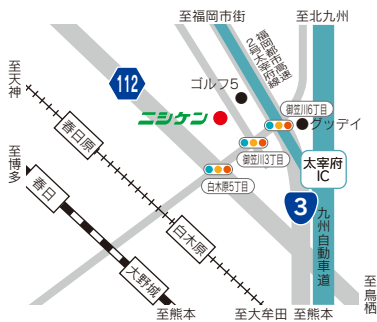 至福岡市街
至北九州
福岡都市高速
2号太宰府線
至天神
112
ゴルフ5
御笠川6丁目
グッデイ
ニシケン
春日原
御笠川3丁目
太宰府
IC
至博多
春日
白木原5丁目
3
九州自動車道
白木原
大野城
至熊本
至大牟田
至熊本
至鳥栖